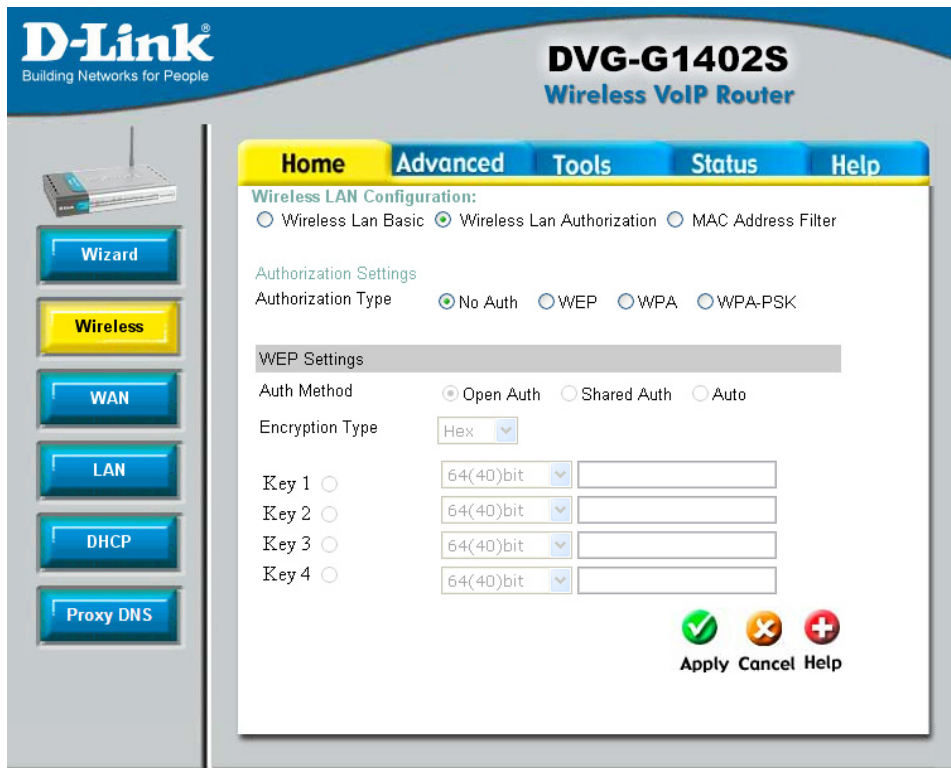 D-Link®
Building Networks for People
DVG-G1402S
Wireless VoIP Router
Home Advanced Tools Status Help
Wizard
Wireless
WAN
LAN
DHCP
Proxy DNS
Wireless LAN Configuration:
Wireless Lan Basic Wireless Lan Authorization MAC Address Filter
Authorization Settings
Authorization Type No Auth WEP WPA WPA-PSK
WEP Settings
Auth Method Open Auth Shared Auth Auto
Encryption Type Hex
Key 1 64(40)bit
Key 2 64(40)bit
Key 3 64(40)bit
Key 4 64(40)bit
Apply Cancel Help